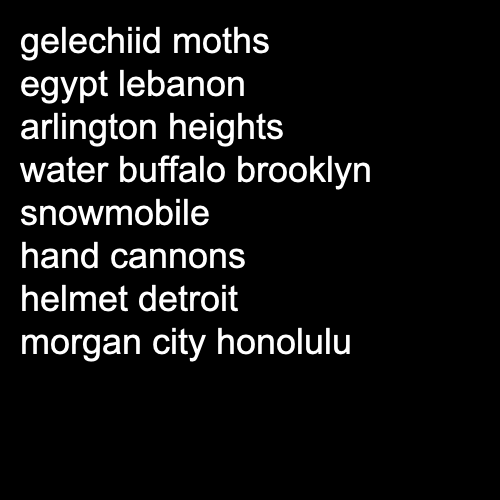 gelechiid moths
egypt lebanon
arlington heights
water buffalo brooklyn
snowmobile
hand cannons
helmet detroit
morgan city honolulu